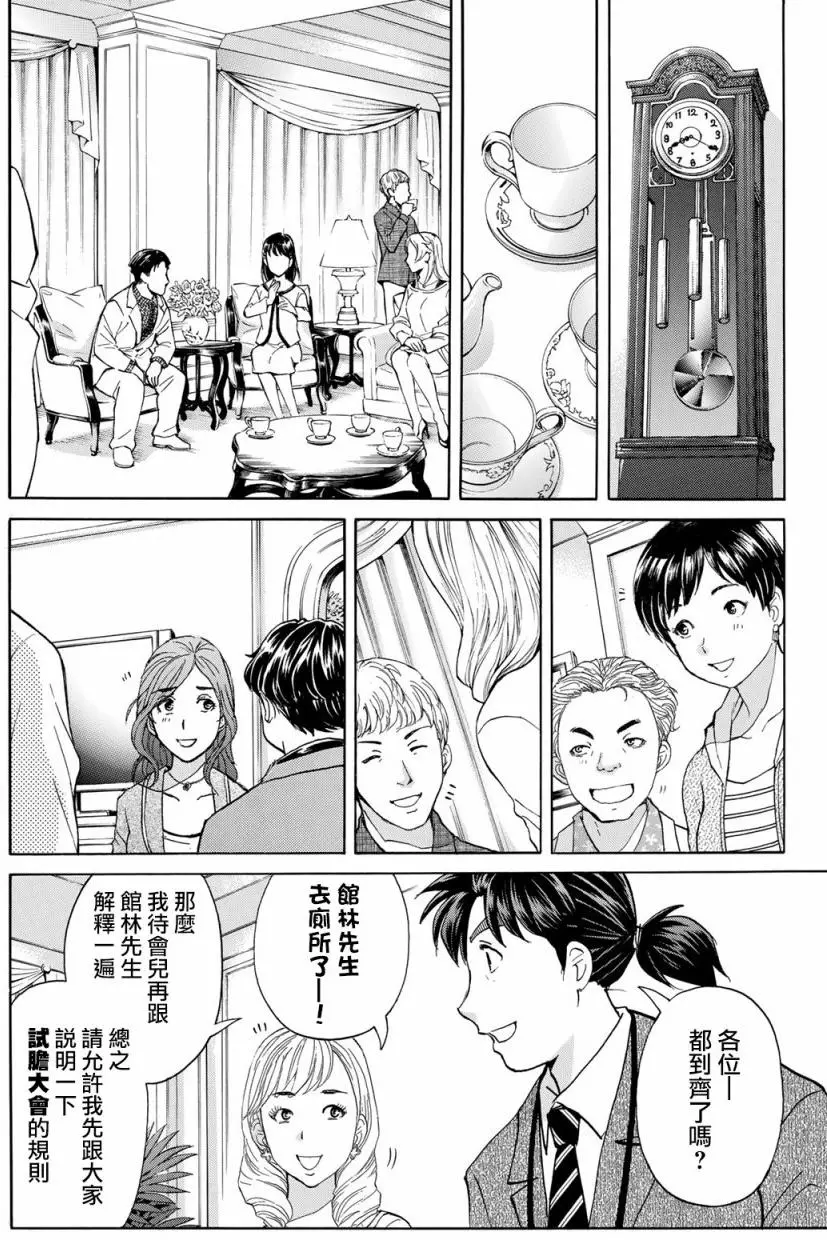 12
各位—
都到齊了嗎？
館林先生
去廁所了—！
那麼
我待會兒再跟
館林先生
解釋一遍
總之
請允許我先跟大家
說明一下
試膽大會的規則